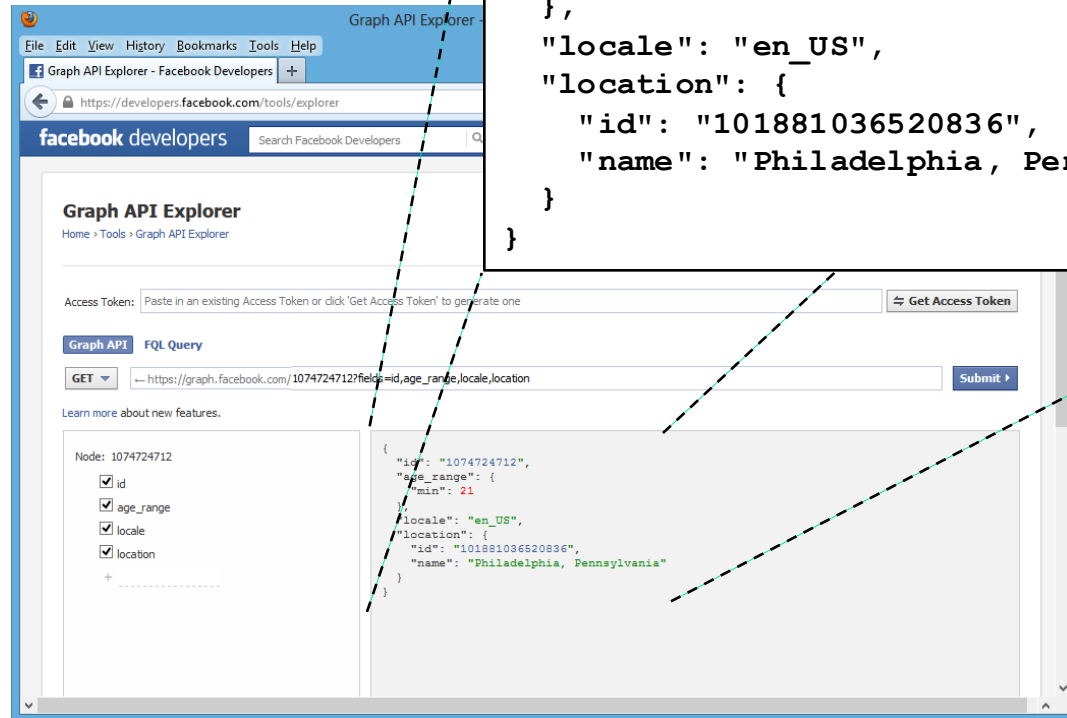 Graph API Explorer -
File Edit View History Bookmarks Tools Help
Graph API Explorer - Facebook Developers +
https://developers.facebook.com/tools/explorer
facebook developers Search Facebook Developers
},
"locale": "en_US",
"location": {
"id": "101881036520836",
"name": "Philadelphia,
}
}
Graph API Explorer
Home › Tools › Graph API Explorer
Access Token: Paste in an existing Access Token or click 'Get Access Token' to generate one
Get Access Token
Graph API FQL Query
GET ← https://graph.facebook.com/1074724712?fields=id,age_range,locale,location Submit
Learn more about new features.
Node: 1074724712
id
age_range
locale
location
+
{
"id": "1074724712",
"age_range": {
"min": 21
},
"locale": "en_US",
"location": {
"id": "101881036520836",
"name": "Philadelphia, Pennsylvania"
}
}